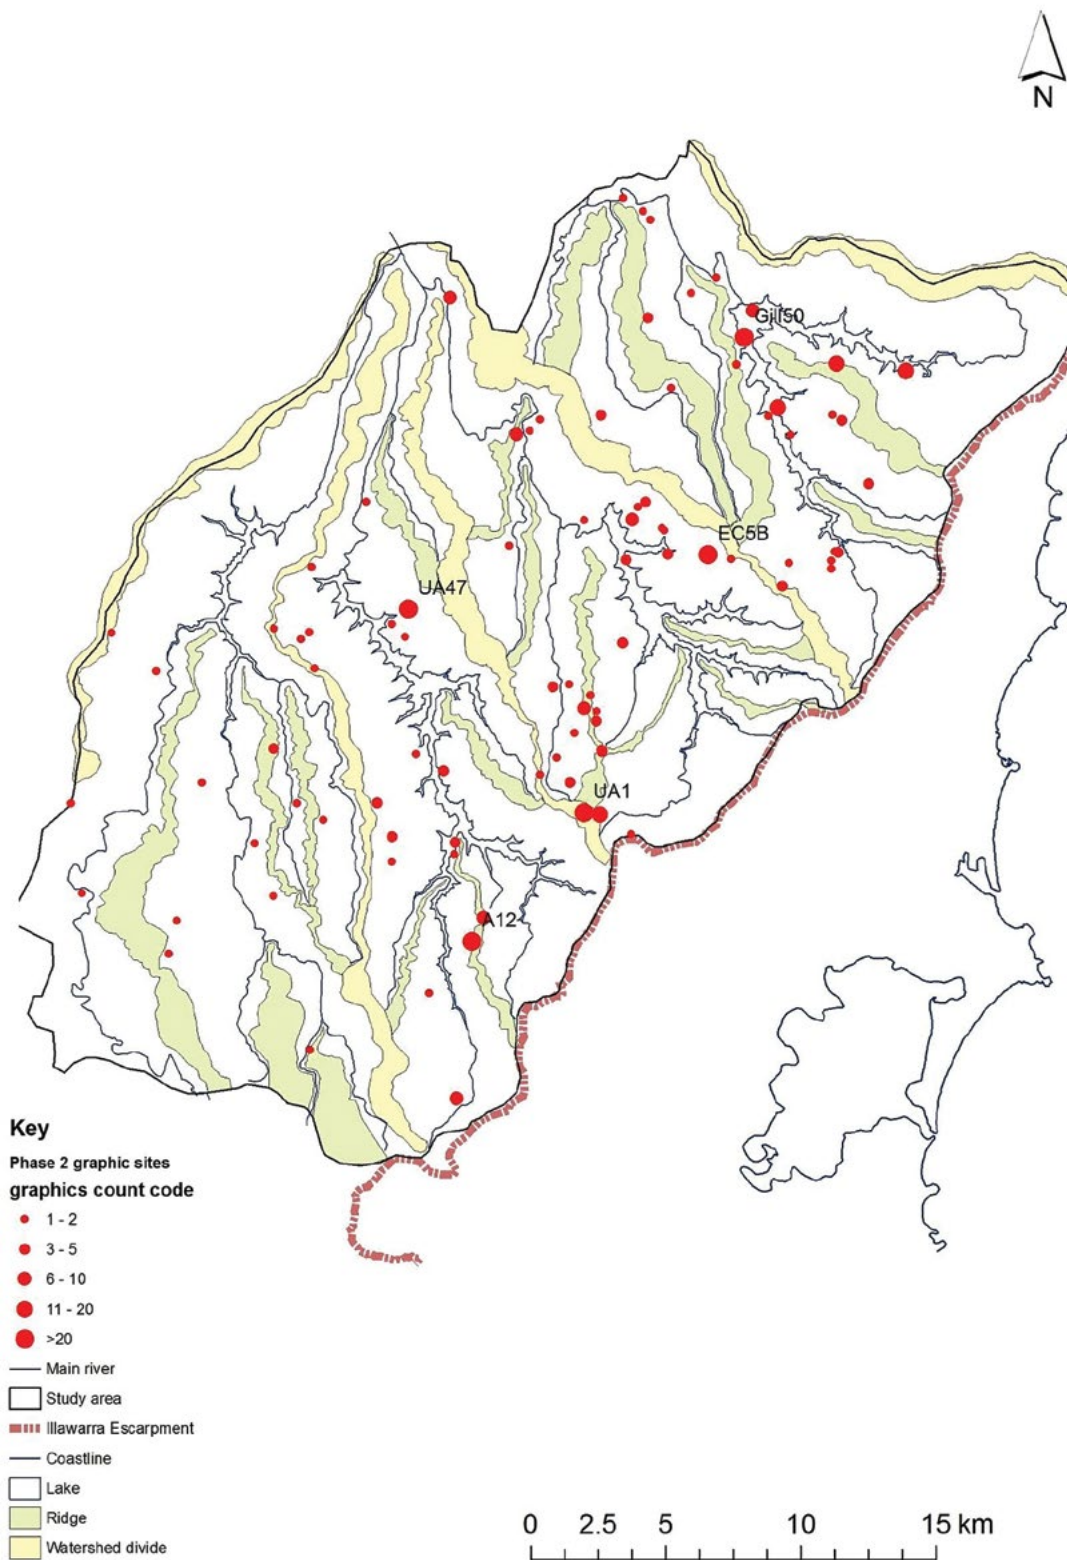 N
Gill50
EC5B
UA47
UA1
A12
Key
Phase 2 graphic sites
graphics count code
1 - 2
3 - 5
6 - 10
11 - 20
>20
Main river
Study area
Illawarra Escarpment
Coastline
Lake
Ridge
Watershed divide
0 2.5 5 10 15 km